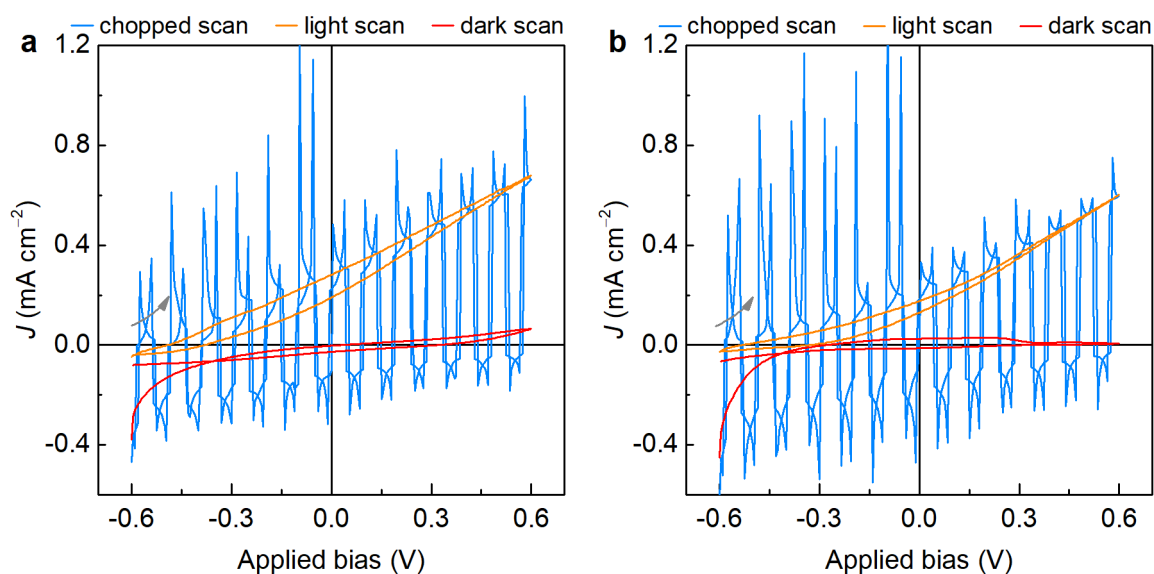 a
chopped scan light scan dark scan
1.2
0.8
0.4
0.0
-0.4
J (mA cm⁻²)
-0.6 -0.3 0.0 0.3 0.6
Applied bias (V)
b
chopped scan light scan dark scan
1.2
0.8
0.4
0.0
-0.4
J (mA cm⁻²)
-0.6 -0.3 0.0 0.3 0.6
Applied bias (V)